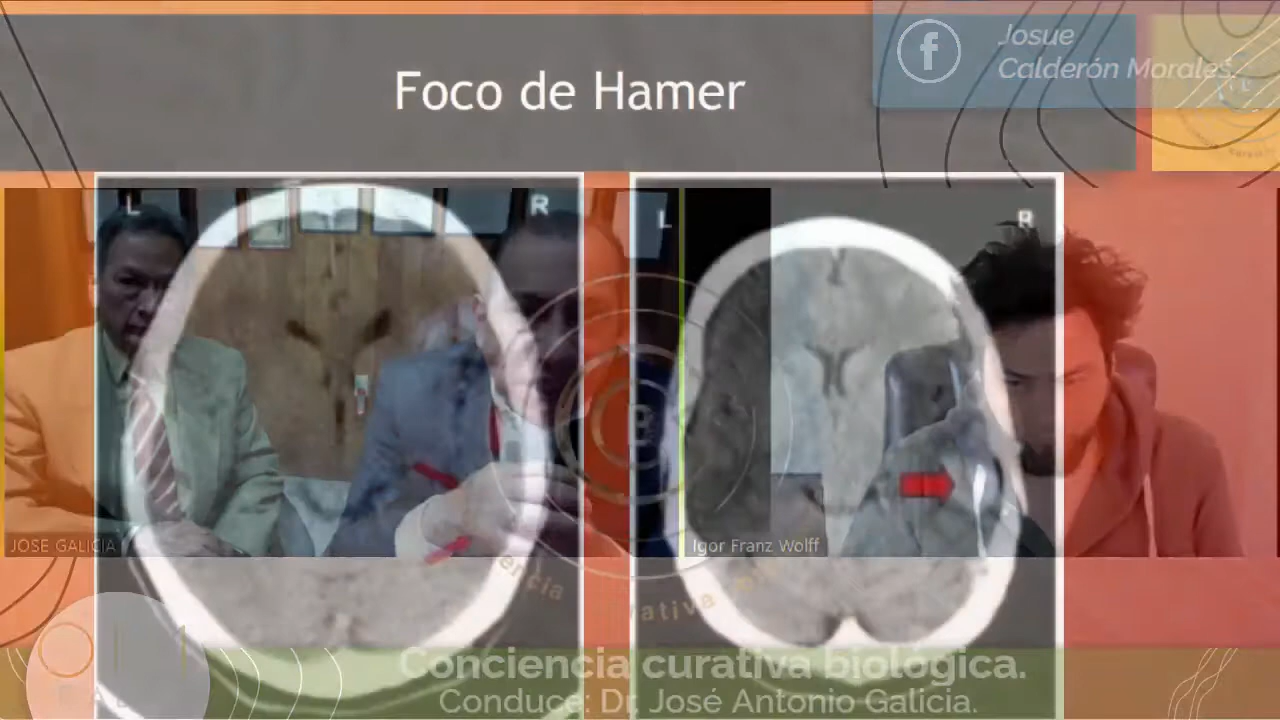 Josue
Calderón Morales.
Foco de Hamer
L
R
L
R
JOSE GALICIA
Igor Franz Wolff
Conciencia curativa biológica.
Conduce: Dr. José Antonio Galicia.